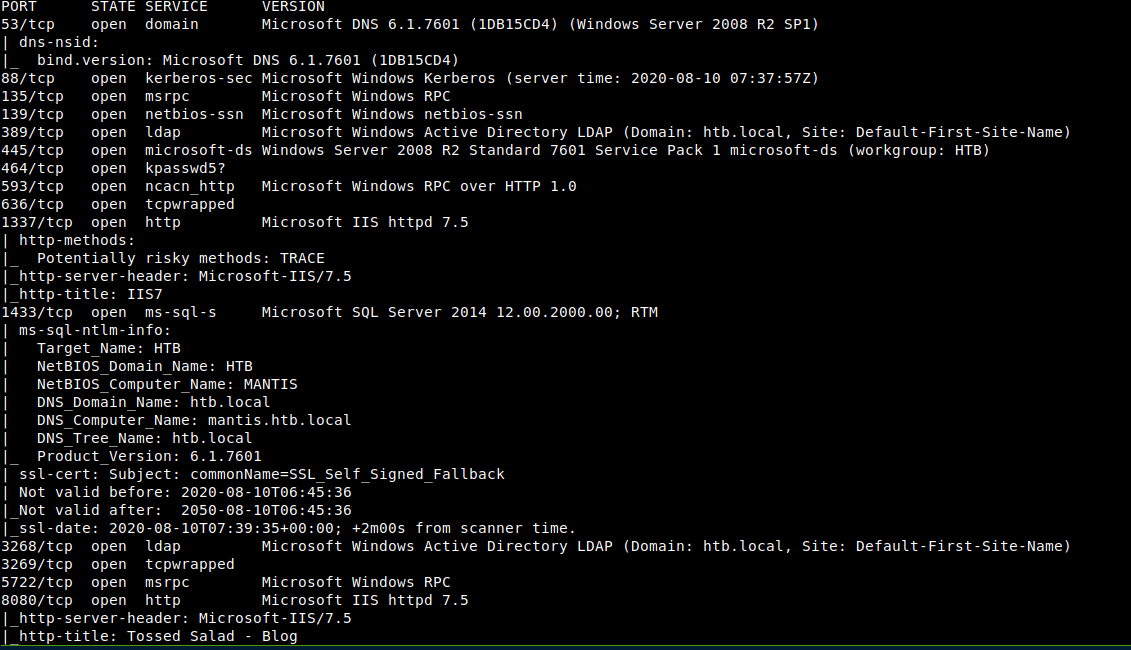 PORT     STATE SERVICE      VERSION
53/tcp   open  domain       Microsoft DNS 6.1.7601 (1DB15CD4) (Windows Server 2008 R2 SP1)
| dns-nsid:
|_  bind.version: Microsoft DNS 6.1.7601 (1DB15CD4)
88/tcp   open  kerberos-sec Microsoft Windows Kerberos (server time: 2020-08-10 07:37:57Z)
135/tcp  open  msrpc        Microsoft Windows RPC
139/tcp  open  netbios-ssn  Microsoft Windows netbios-ssn
389/tcp  open  ldap         Microsoft Windows Active Directory LDAP (Domain: htb.local, Site: Default-First-Site-Name)
445/tcp  open  microsoft-ds Windows Server 2008 R2 Standard 7601 Service Pack 1 microsoft-ds (workgroup: HTB)
464/tcp  open  kpasswd5?
593/tcp  open  ncacn_http   Microsoft Windows RPC over HTTP 1.0
636/tcp  open  tcpwrapped
1337/tcp open  http         Microsoft IIS httpd 7.5
| http-methods:
|_  Potentially risky methods: TRACE
|_http-server-header: Microsoft-IIS/7.5
|_http-title: IIS7
1433/tcp open  ms-sql-s     Microsoft SQL Server 2014 12.00.2000.00; RTM
| ms-sql-ntlm-info:
|   Target_Name: HTB
|   NetBIOS_Domain_Name: HTB
|   NetBIOS_Computer_Name: MANTIS
|   DNS_Domain_Name: htb.local
|   DNS_Computer_Name: mantis.htb.local
|   DNS_Tree_Name: htb.local
|_  Product_Version: 6.1.7601
| ssl-cert: Subject: commonName=SSL_Self_Signed_Fallback
| Not valid before: 2020-08-10T06:45:36
|_Not valid after:  2050-08-10T06:45:36
|_ssl-date: 2020-08-10T07:39:35+00:00; +2m00s from scanner time.
3268/tcp open  ldap         Microsoft Windows Active Directory LDAP (Domain: htb.local, Site: Default-First-Site-Name)
3269/tcp open  tcpwrapped
5722/tcp open  msrpc        Microsoft Windows RPC
8080/tcp open  http         Microsoft IIS httpd 7.5
|_http-server-header: Microsoft-IIS/7.5
|_http-title: Tossed Salad - Blog